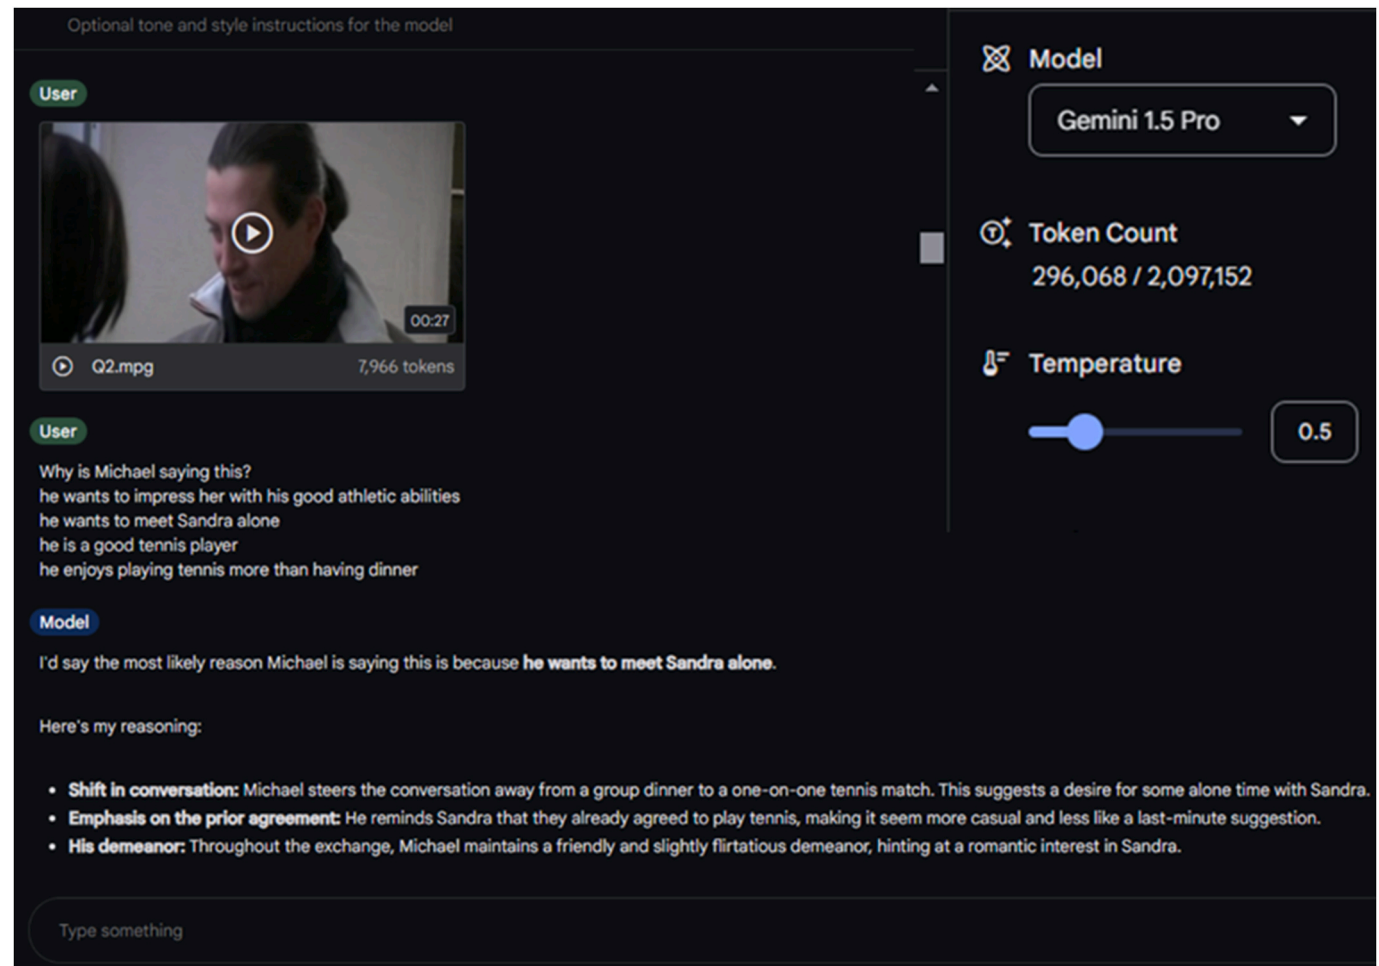 Optional tone and style instructions for the model
User
00:27
Q2.mpg
7,966 tokens
User
Why is Michael saying this?
he wants to impress her with his good athletic abilities
he wants to meet Sandra alone
he is a good tennis player
he enjoys playing tennis more than having dinner
Model
I'd say the most likely reason Michael is saying this is because he wants to meet Sandra alone.
Here's my reasoning:
• Shift in conversation: Michael steers the conversation away from a group dinner to a one-on-one tennis match. This suggests a desire for some alone time with Sandra.
• Emphasis on the prior agreement: He reminds Sandra that they already agreed to play tennis, making it seem more casual and less like a last-minute suggestion.
• His demeanor: Throughout the exchange, Michael maintains a friendly and slightly flirtatious demeanor, hinting at a romantic interest in Sandra.
Type something
Model
Gemini 1.5 Pro
Token Count
296,068 / 2,097,152
Temperature
0.5